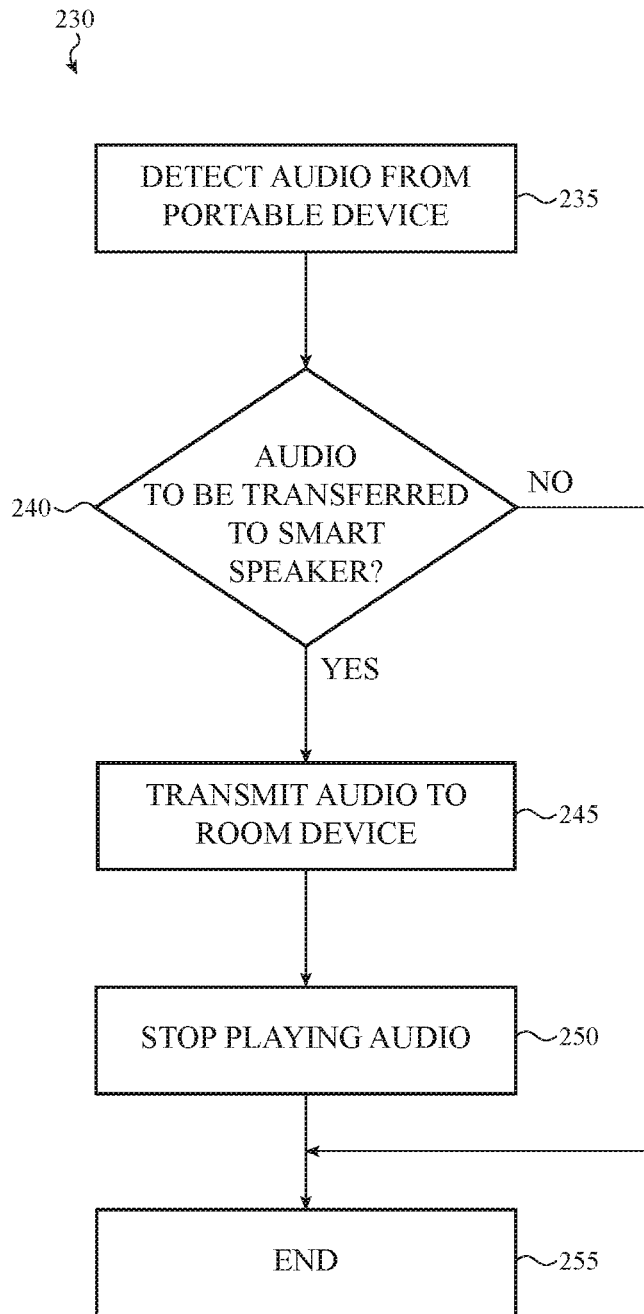 230
DETECT AUDIO FROM
PORTABLE DEVICE
235
AUDIO
TO BE TRANSFERRED
TO SMART
SPEAKER?
240
NO
YES
TRANSMIT AUDIO TO
ROOM DEVICE
245
STOP PLAYING AUDIO
250
END
255